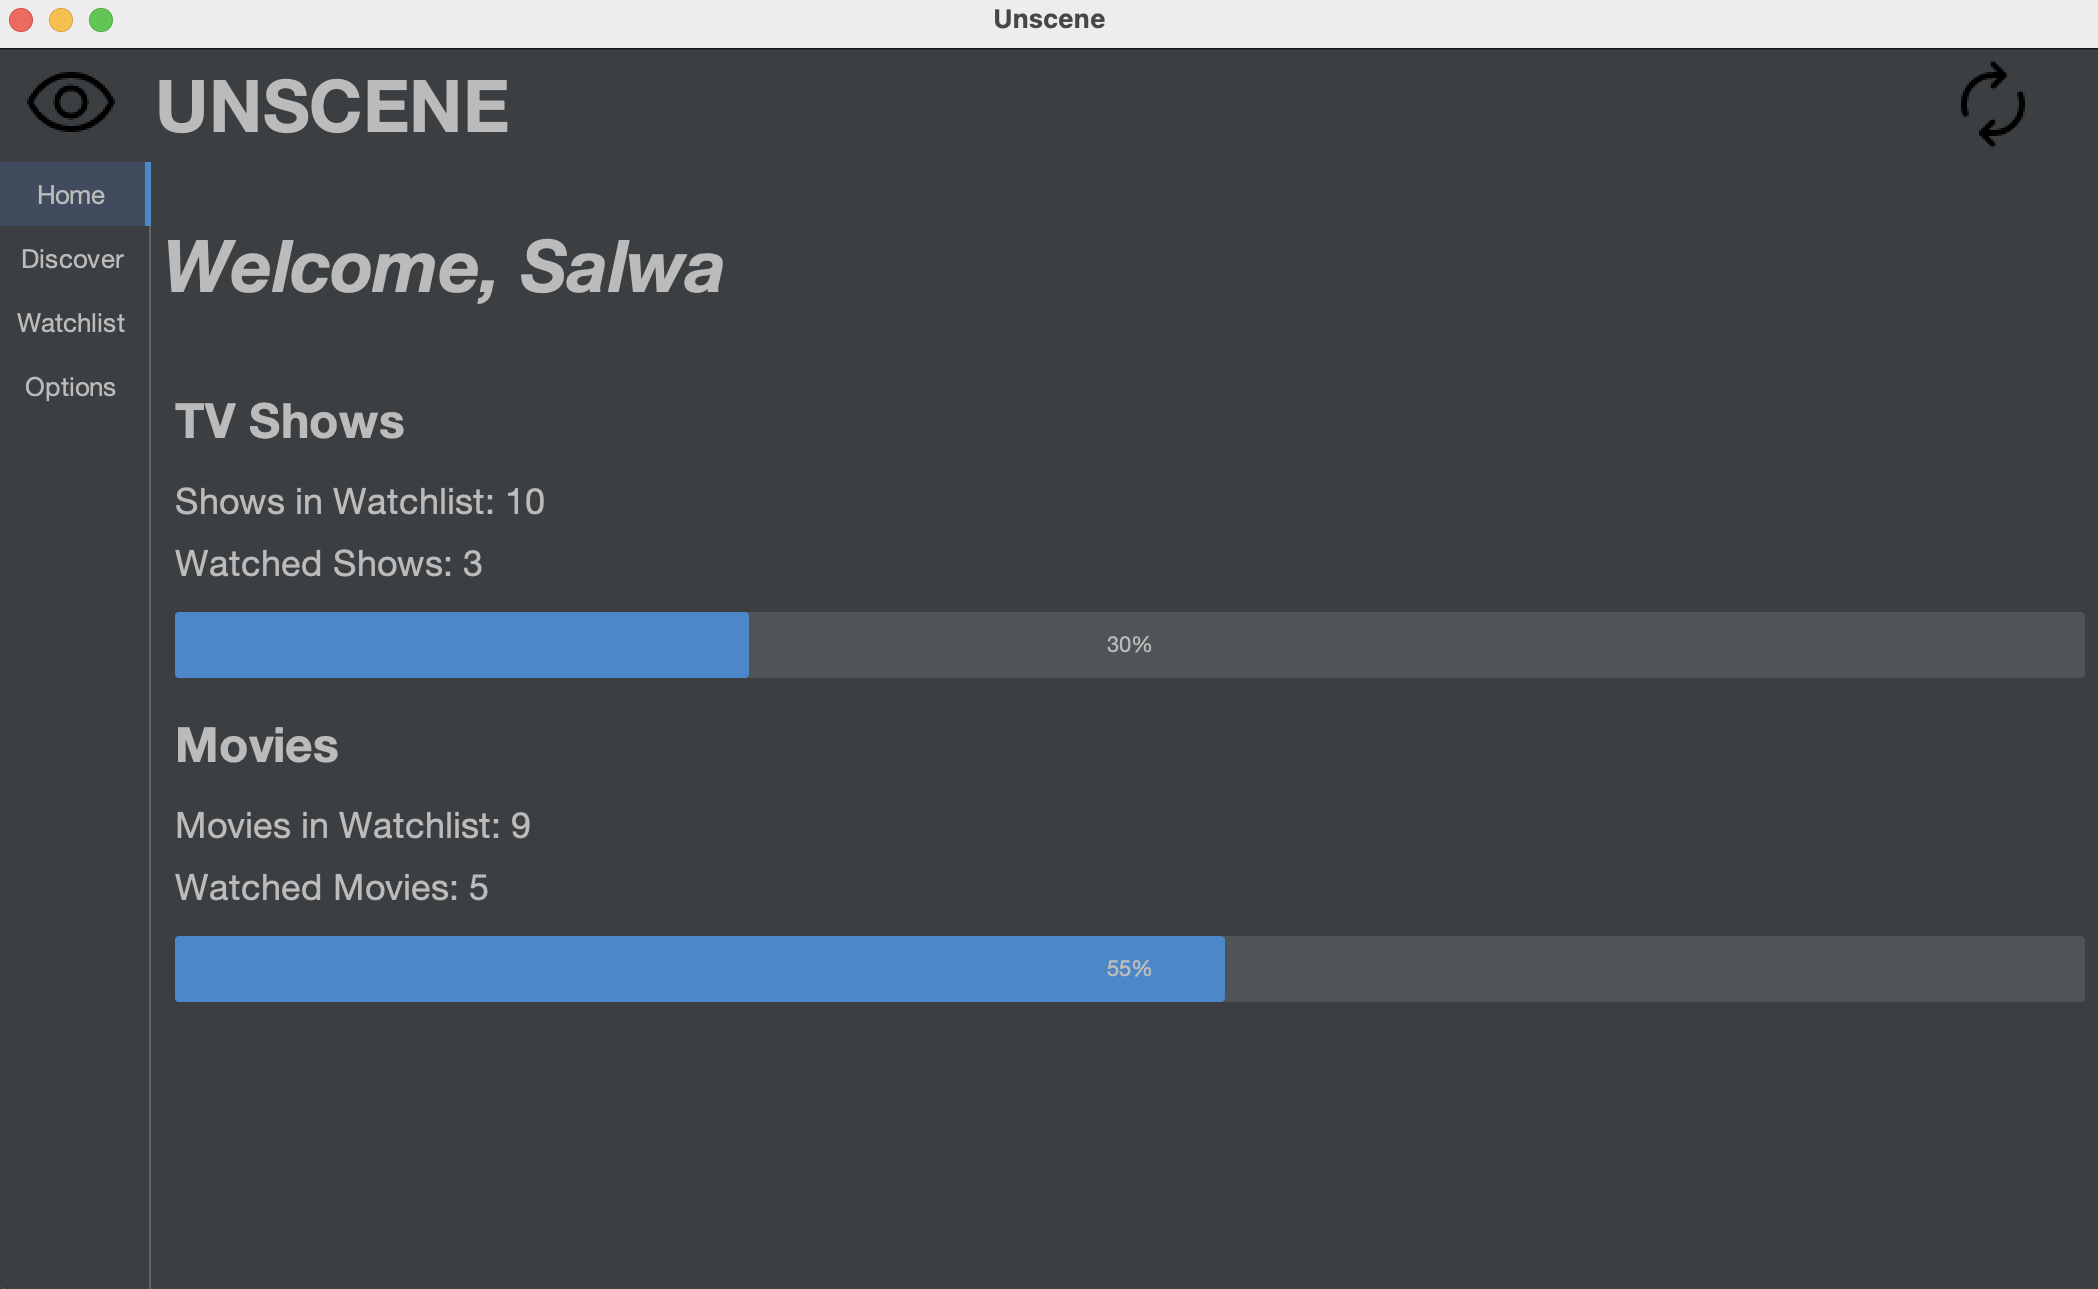 Unscene
UNSCENE
Home
Discover
Watchlist
Options
Welcome, Salwa
TV Shows
Shows in Watchlist: 10
Watched Shows: 3
30%
Movies
Movies in Watchlist: 9
Watched Movies: 5
55%